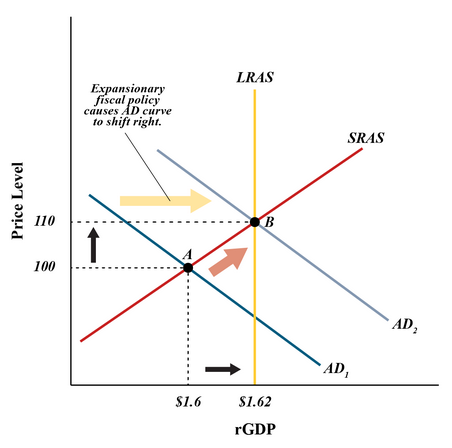 LRAS
Expansionary
fiscal policy
causes AD curve
to shift right.
SRAS
Price Level
110
B
A
100
AD2
AD1
$1.6
$1.62
rGDP